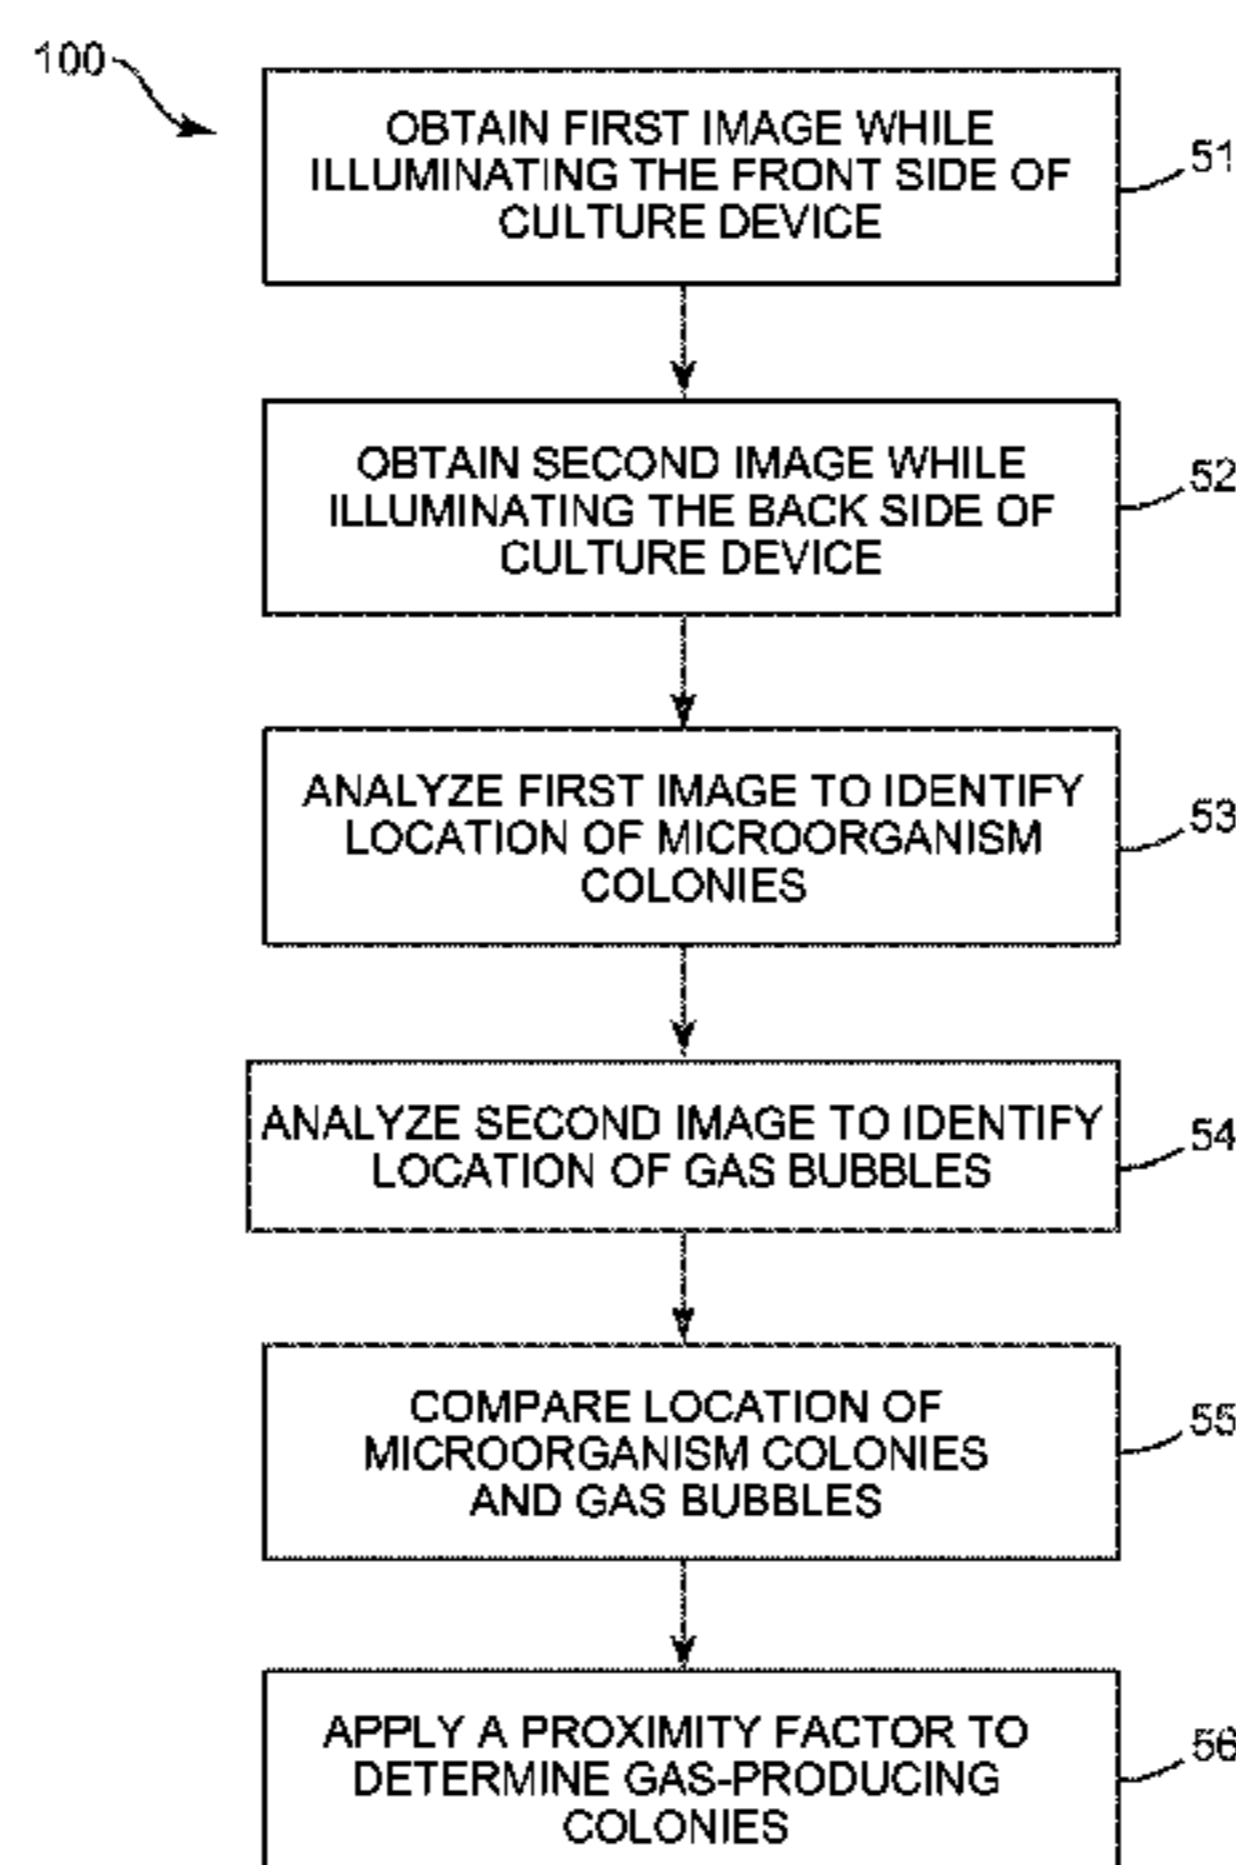 100
OBTAIN FIRST IMAGE WHILE
ILLUMINATING THE FRONT SIDE OF
CULTURE DEVICE
51
OBTAIN SECOND IMAGE WHILE
ILLUMINATING THE BACK SIDE OF
CULTURE DEVICE
52
ANALYZE FIRST IMAGE TO IDENTIFY
LOCATION OF MICROORGANISM
COLONIES
53
ANALYZE SECOND IMAGE TO IDENTIFY
LOCATION OF GAS BUBBLES
54
COMPARE LOCATION OF
MICROORGANISM COLONIES
AND GAS BUBBLES
55
APPLY A PROXIMITY FACTOR TO
DETERMINE GAS-PRODUCING
COLONIES
56